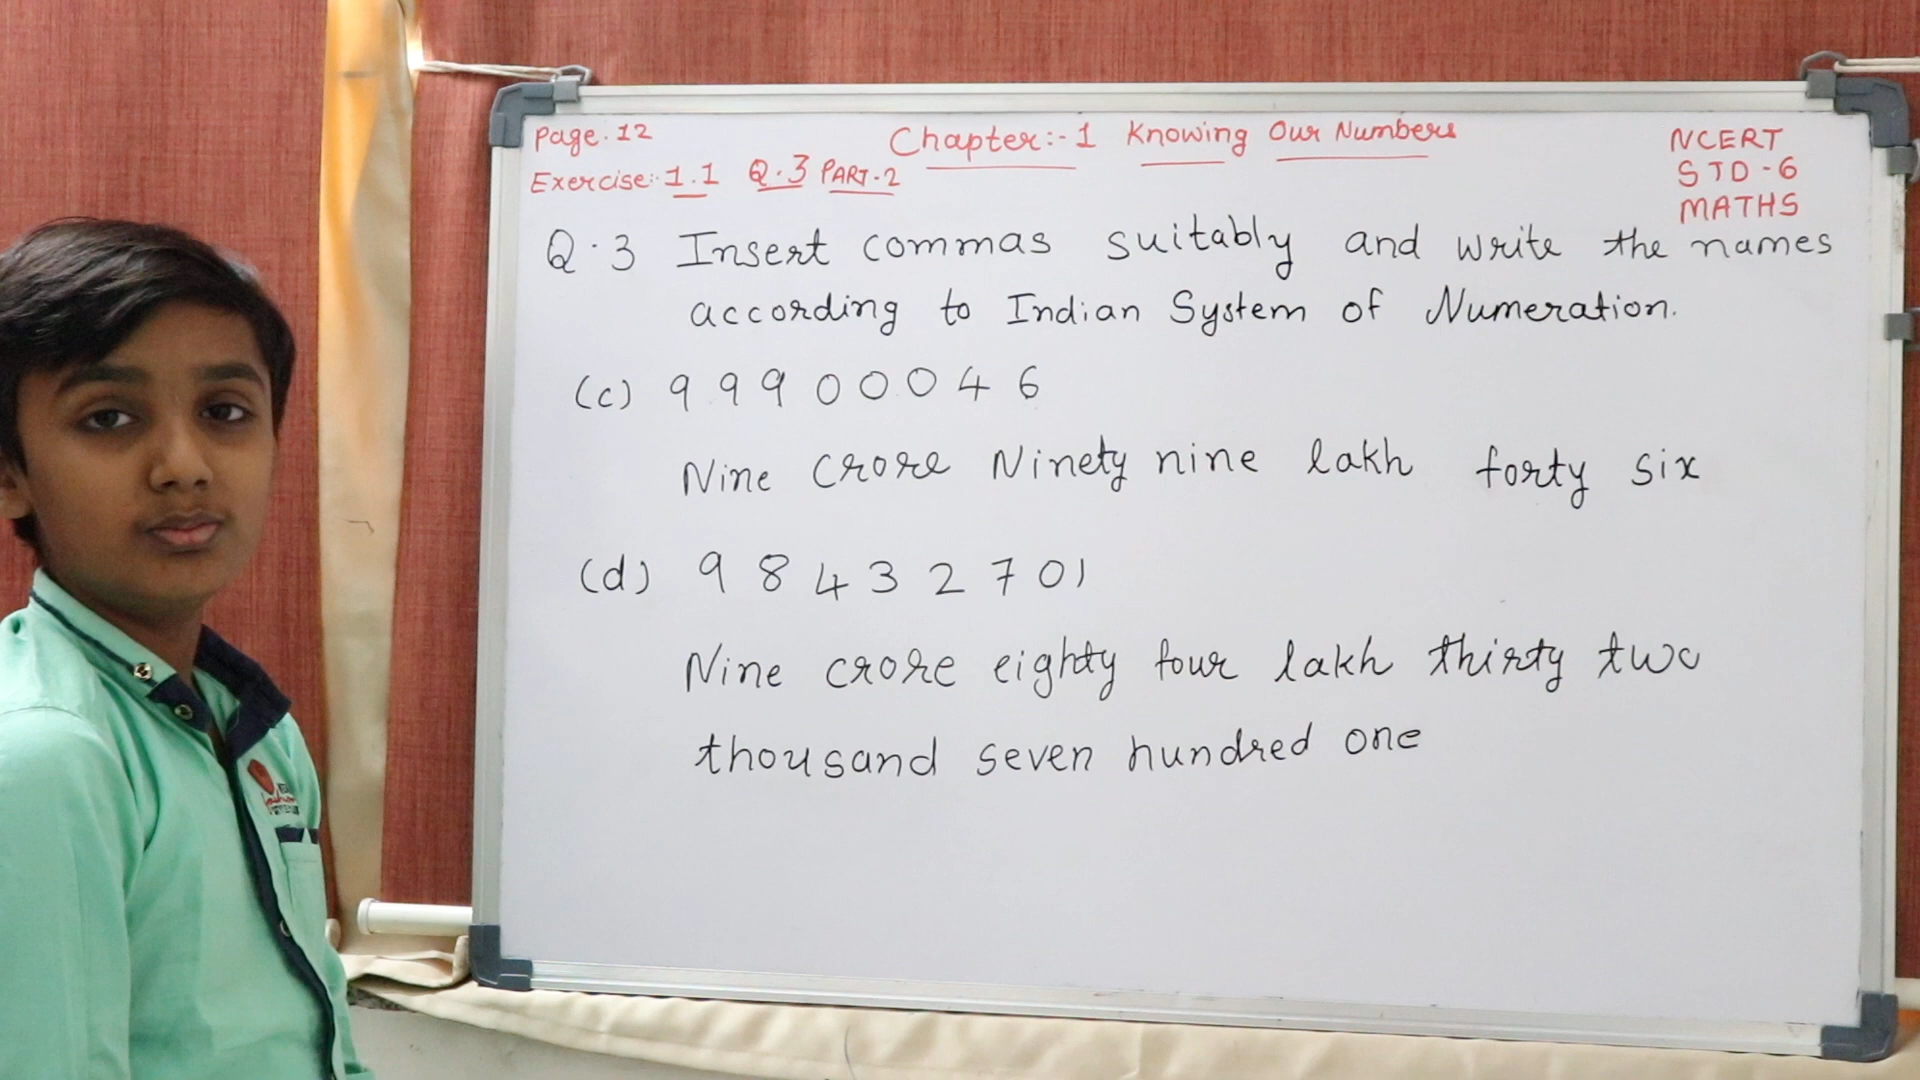 Page. 12
Chapter:- 1 Knowing Our Numbers
NCERT
Exercise:- 1.1 Q.3 PART-2
STD-6
MATHS
Q.3 Insert commas suitably and write the names
according to Indian System of Numeration.
(c) 9 9 9 0 0 0 4 6
Nine Crore Ninety nine lakh forty six
(d) 9 8 4 3 2 7 0 1
Nine crore eighty four lakh thirty two
thousand seven hundred one